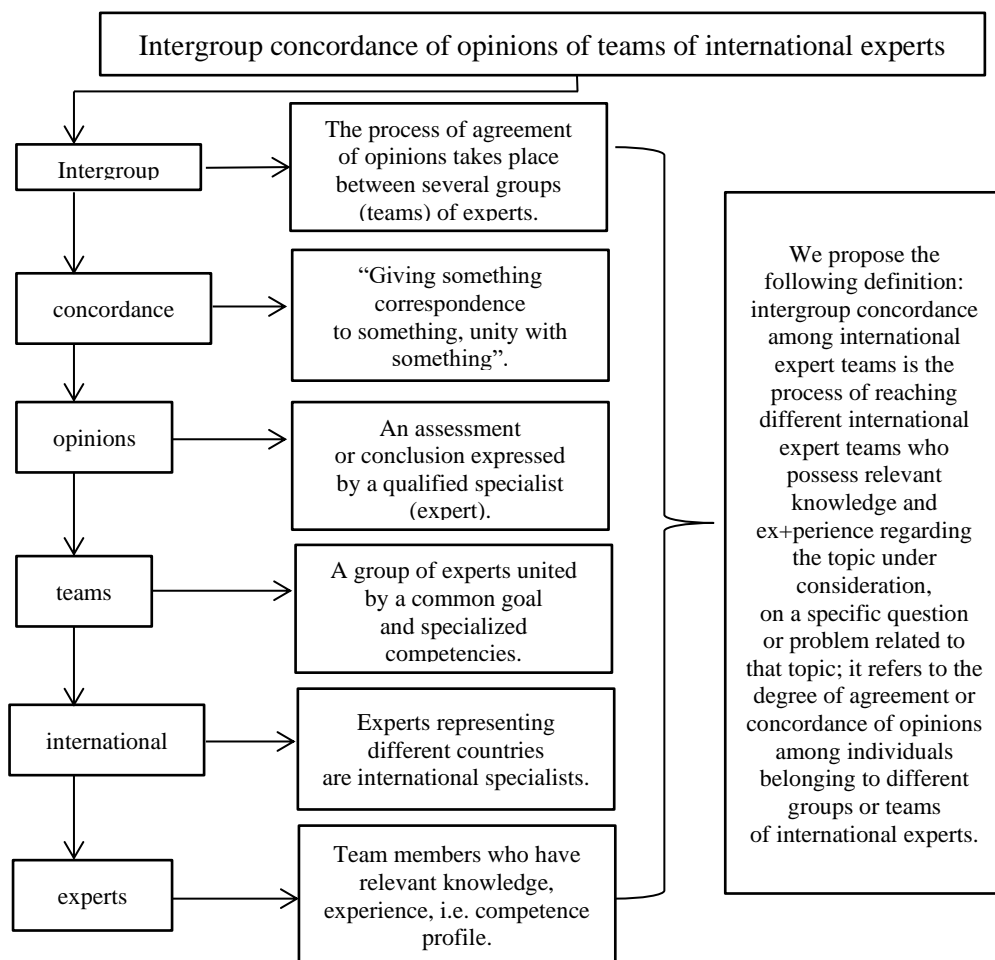 Intergroup concordance of opinions of teams of international experts
Intergroup
The process of agreement
of opinions takes place
between several groups
(teams) of experts.
concordance
“Giving something
correspondence
to something, unity with
something”.
opinions
An assessment
or conclusion expressed
by a qualified specialist
(expert).
teams
A group of experts united
by a common goal
and specialized
competencies.
international
Experts representing
different countries
are international specialists.
experts
Team members who have
relevant knowledge,
experience, i.e. competence
profile.
We propose the
following definition:
intergroup concordance
among international
expert teams is the
process of reaching
different international
expert teams who
possess relevant
knowledge and
ex+perience regarding
the topic under
consideration,
on a specific question
or problem related to
that topic; it refers to the
degree of agreement or
concordance of opinions
among individuals
belonging to different
groups or teams
of international experts.